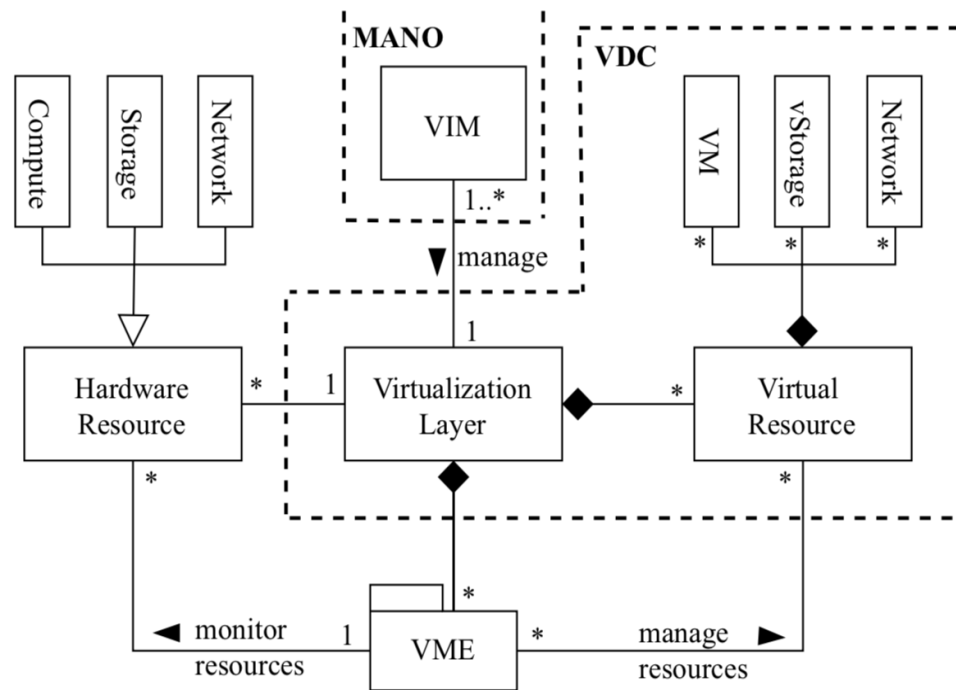 MANO
VDC
Compute
Storage
Network
VIM
VM
vStorage
Network
1..*
* * *
manage
1
Hardware
Resource
* 1
Virtualization
Layer
*
Virtual
Resource
*
*
*
monitor
resources
1
VME
*
manage
resources